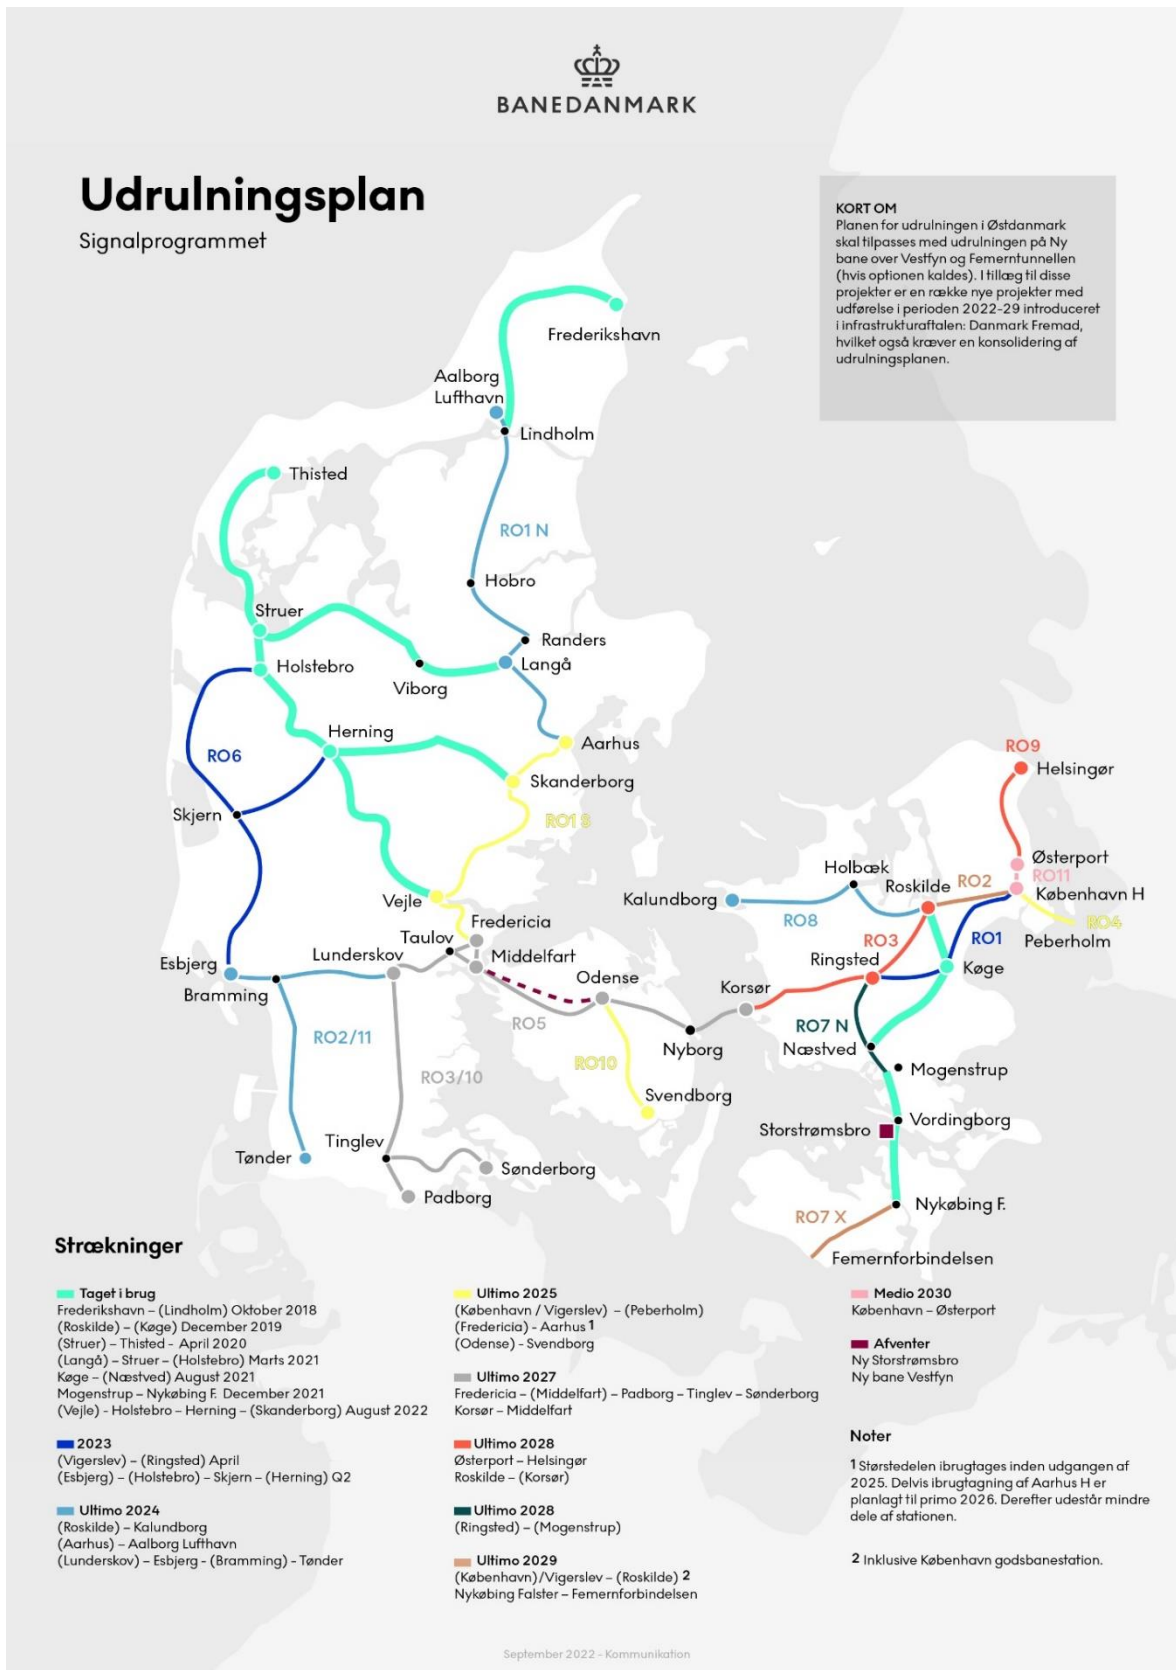 BANEDANMARK
Udrulningsplan
Signalprogrammet
KORT OM
Planen for udrulningen i Østdanmark
skal tilpasses med udrulningen på Ny
bane over Vestfyn og Femerntunnellen
(hvis optionen kaldes). I tillæg til disse
projekter er en række nye projekter med
udførelse i perioden 2022-29 introduceret
i infrastrukturaftalen: Danmark Fremad,
hvilket også kræver en konsolidering af
udrulningsplanen.
Frederikshavn
Aalborg
Lufthavn
Lindholm
Thisted
RO1 N
Hobro
Struer
Randers
Langå
Holstebro
Viborg
Herning
Aarhus
RO9
RO6
Helsingør
Skanderborg
Skjern
RO1 S
Østerport
Holbæk
RO11
Roskilde
RO2
København H
Vejle
Kalundborg
RO8
Fredericia
RO4
Taulov
RO3
RO1
Peberholm
Lunderskov
Middelfart
Ringsted
Køge
Esbjerg
Odense
Korsør
Bramming
RO5
RO7 N
RO2/11
Nyborg
Næstved
RO10
Mogenstrup
RO3/10
Svendborg
Vordingborg
Storstrømsbro
Tinglev
Tønder
Sønderborg
Padborg
Nykøbing F.
RO7 X
Femernforbindelsen
Strækninger
Taget i brug
Frederikshavn – (Lindholm) Oktober 2018
(Roskilde) – (Køge) December 2019
(Struer) – Thisted - April 2020
(Langå) – Struer – (Holstebro) Marts 2021
Køge – (Næstved) August 2021
Mogenstrup – Nykøbing F. December 2021
(Vejle) - Holstebro – Herning – (Skanderborg) August 2022
2023
(Vigerslev) – (Ringsted) April
(Esbjerg) – (Holstebro) – Skjern – (Herning) Q2
Ultimo 2024
(Roskilde) – Kalundborg
(Aarhus) – Aalborg Lufthavn
(Lunderskov) – Esbjerg - (Bramming) - Tønder
Ultimo 2025
(København / Vigerslev) – (Peberholm)
(Fredericia) - Aarhus 1
(Odense) - Svendborg
Ultimo 2027
Fredericia – (Middelfart) – Padborg – Tinglev – Sønderborg
Korsør – Middelfart
Ultimo 2028
Østerport – Helsingør
Roskilde – (Korsør)
Ultimo 2028
(Ringsted) – (Mogenstrup)
Ultimo 2029
(København)/Vigerslev – (Roskilde) 2
Nykøbing Falster – Femernforbindelsen
Medio 2030
København – Østerport
Afventer
Ny Storstrømsbro
Ny bane Vestfyn
Noter
1 Størstedelen ibrugtages inden udgangen af
2025. Delvis ibrugtagning af Aarhus H er
planlagt til primo 2026. Derefter udestår mindre
dele af stationen.
2 Inklusive København godsbanestation.
September 2022 - Kommunikation